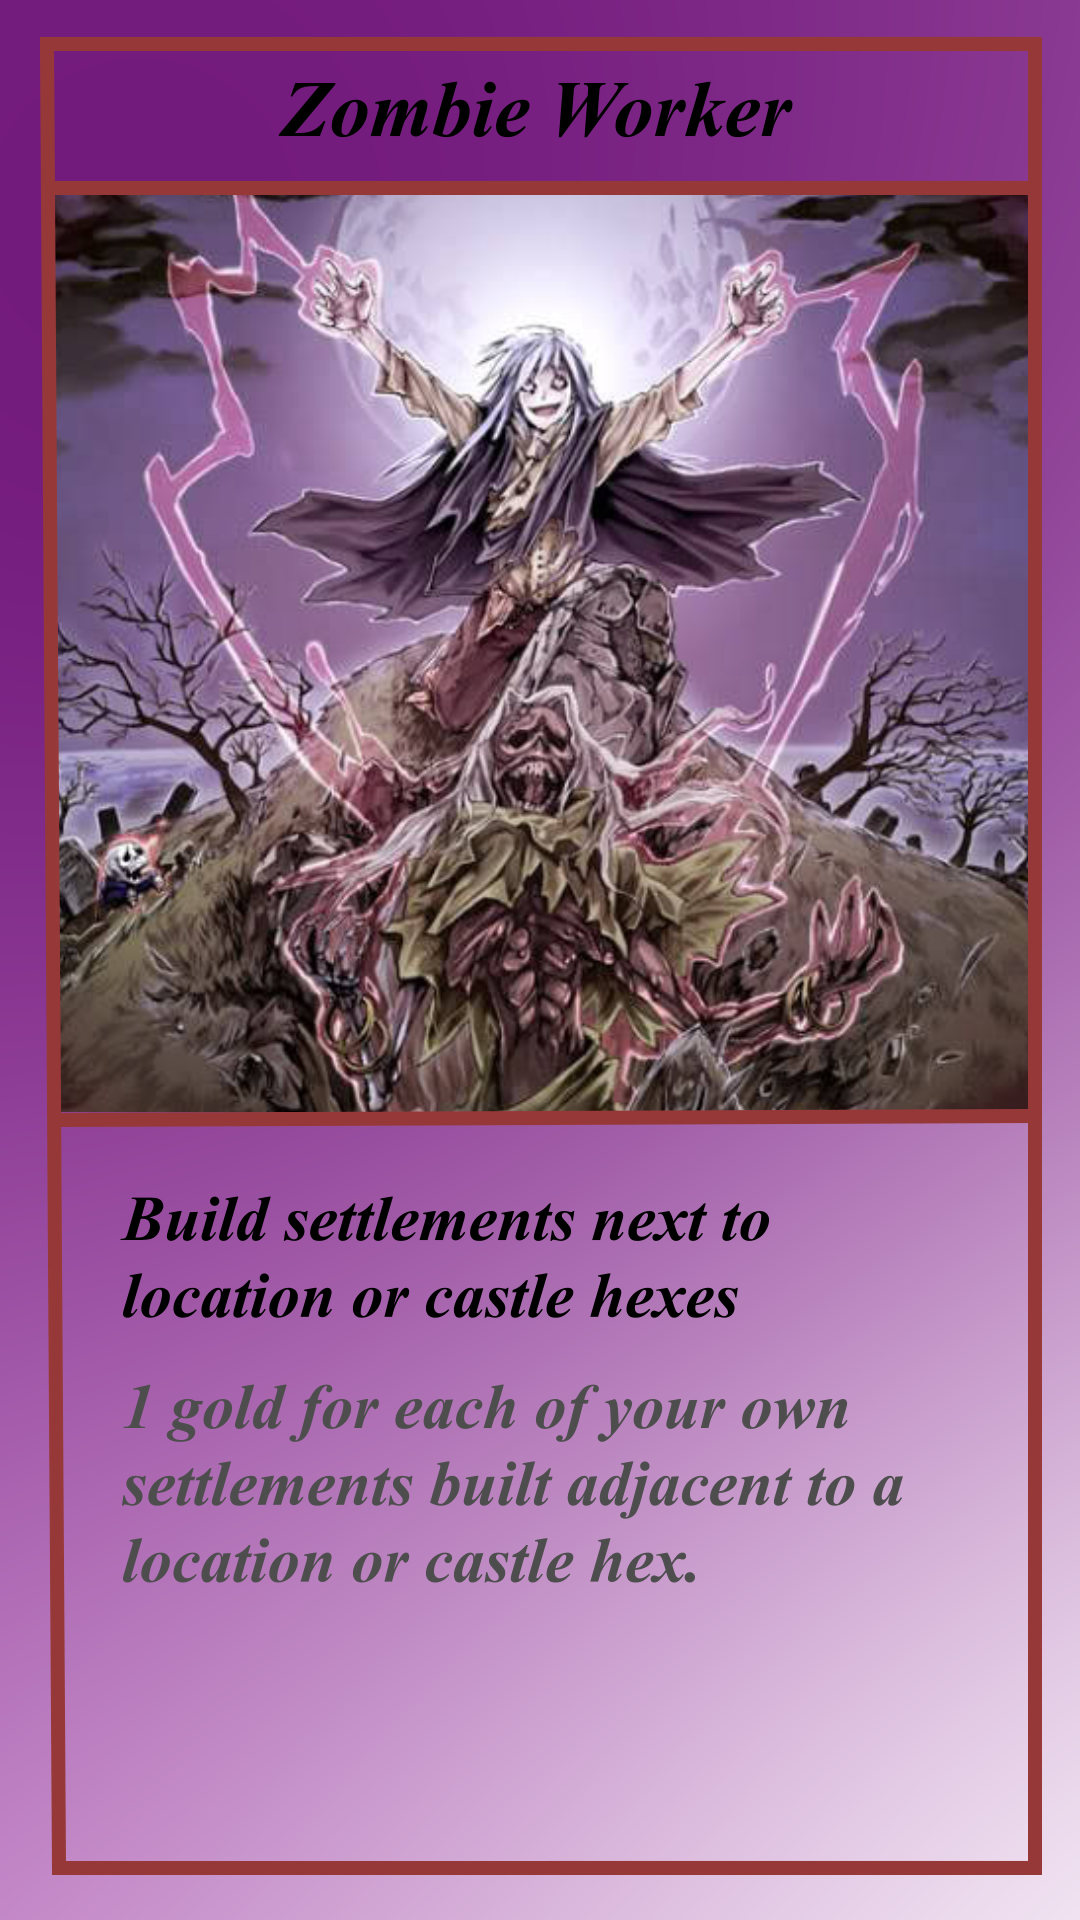 Zombie Worker
Build settlements next to
location or castle hexes
1 gold for each of your own
settlements built adjacent to a
location or castle hex.